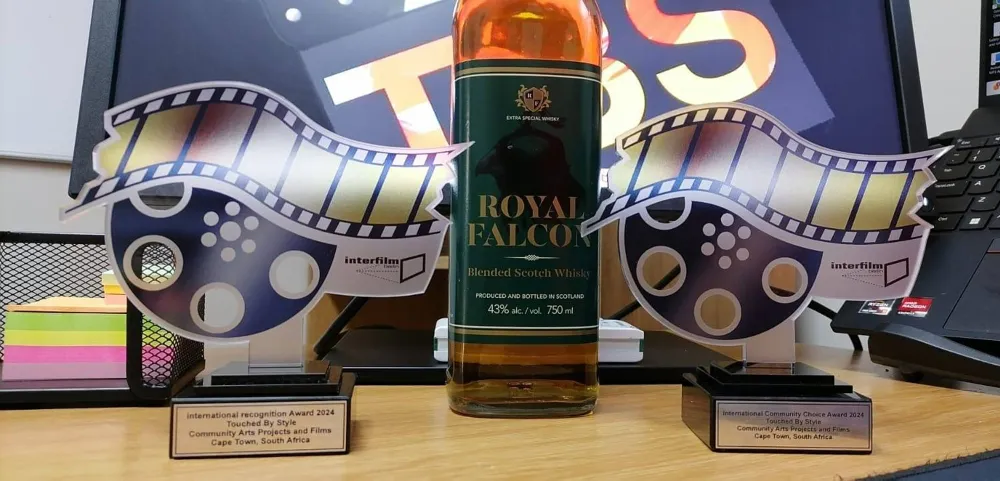 TBS
EXTRA SPECIAL WHISKY
ROYAL
FALCON
Blended Scotch Whisky
PRODUCED AND BOTTLED IN SCOTLAND
43% alc. / vol. 750 ml
interfilm
international recognition Award 2024
Touched By Style
Community Arts Projects and Films
Cape Town, South Africa
interfilm
International Community Choice Award 2024
Touched By Style
Community Arts Projects and Films
Cape Town, South Africa
RYZEN
RADEON